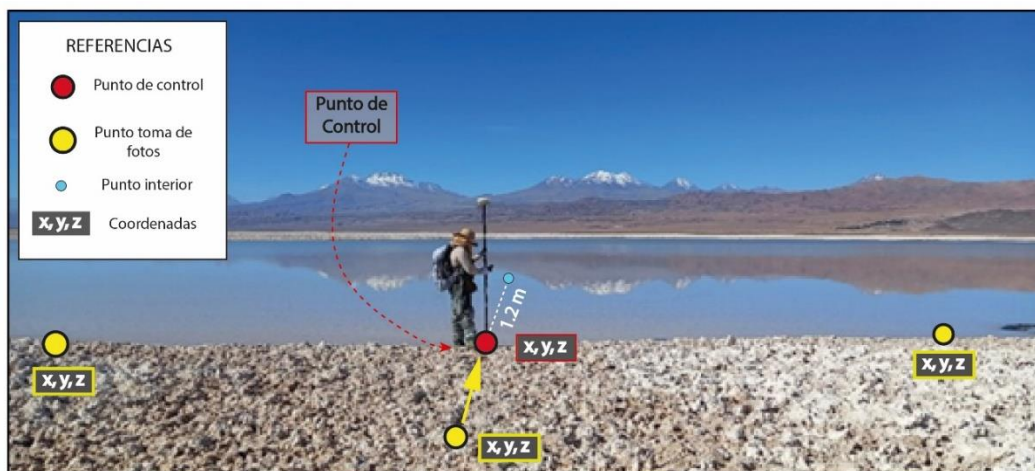 REFERENCIAS
Punto de control
Punto toma de
fotos
Punto interior
x, y, z Coordenadas
Punto de
Control
1.2 m
x, y, z
x, y, z
x, y, z
x, y, z